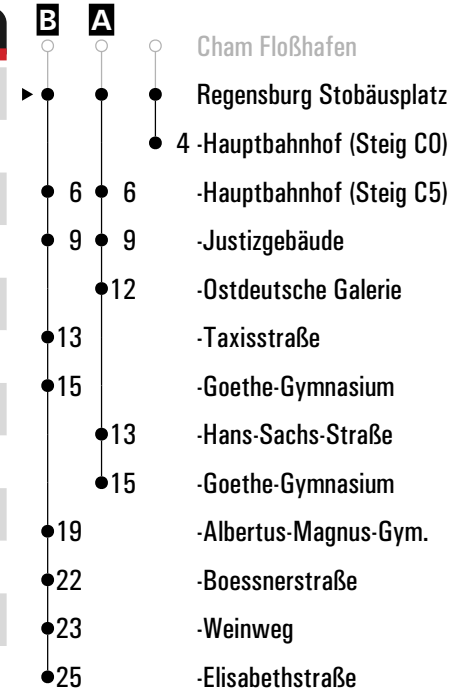 B A
Cham Floßhafen
Regensburg Stobäusplatz
4 -Hauptbahnhof (Steig C0)
6 6 -Hauptbahnhof (Steig C5)
9 9 -Justizgebäude
12 -Ostdeutsche Galerie
13 -Taxisstraße
15 -Goethe-Gymnasium
13 -Hans-Sachs-Straße
15 -Goethe-Gymnasium
19 -Albertus-Magnus-Gym.
22 -Boessnerstraße
23 -Weinweg
25 -Elisabethstraße